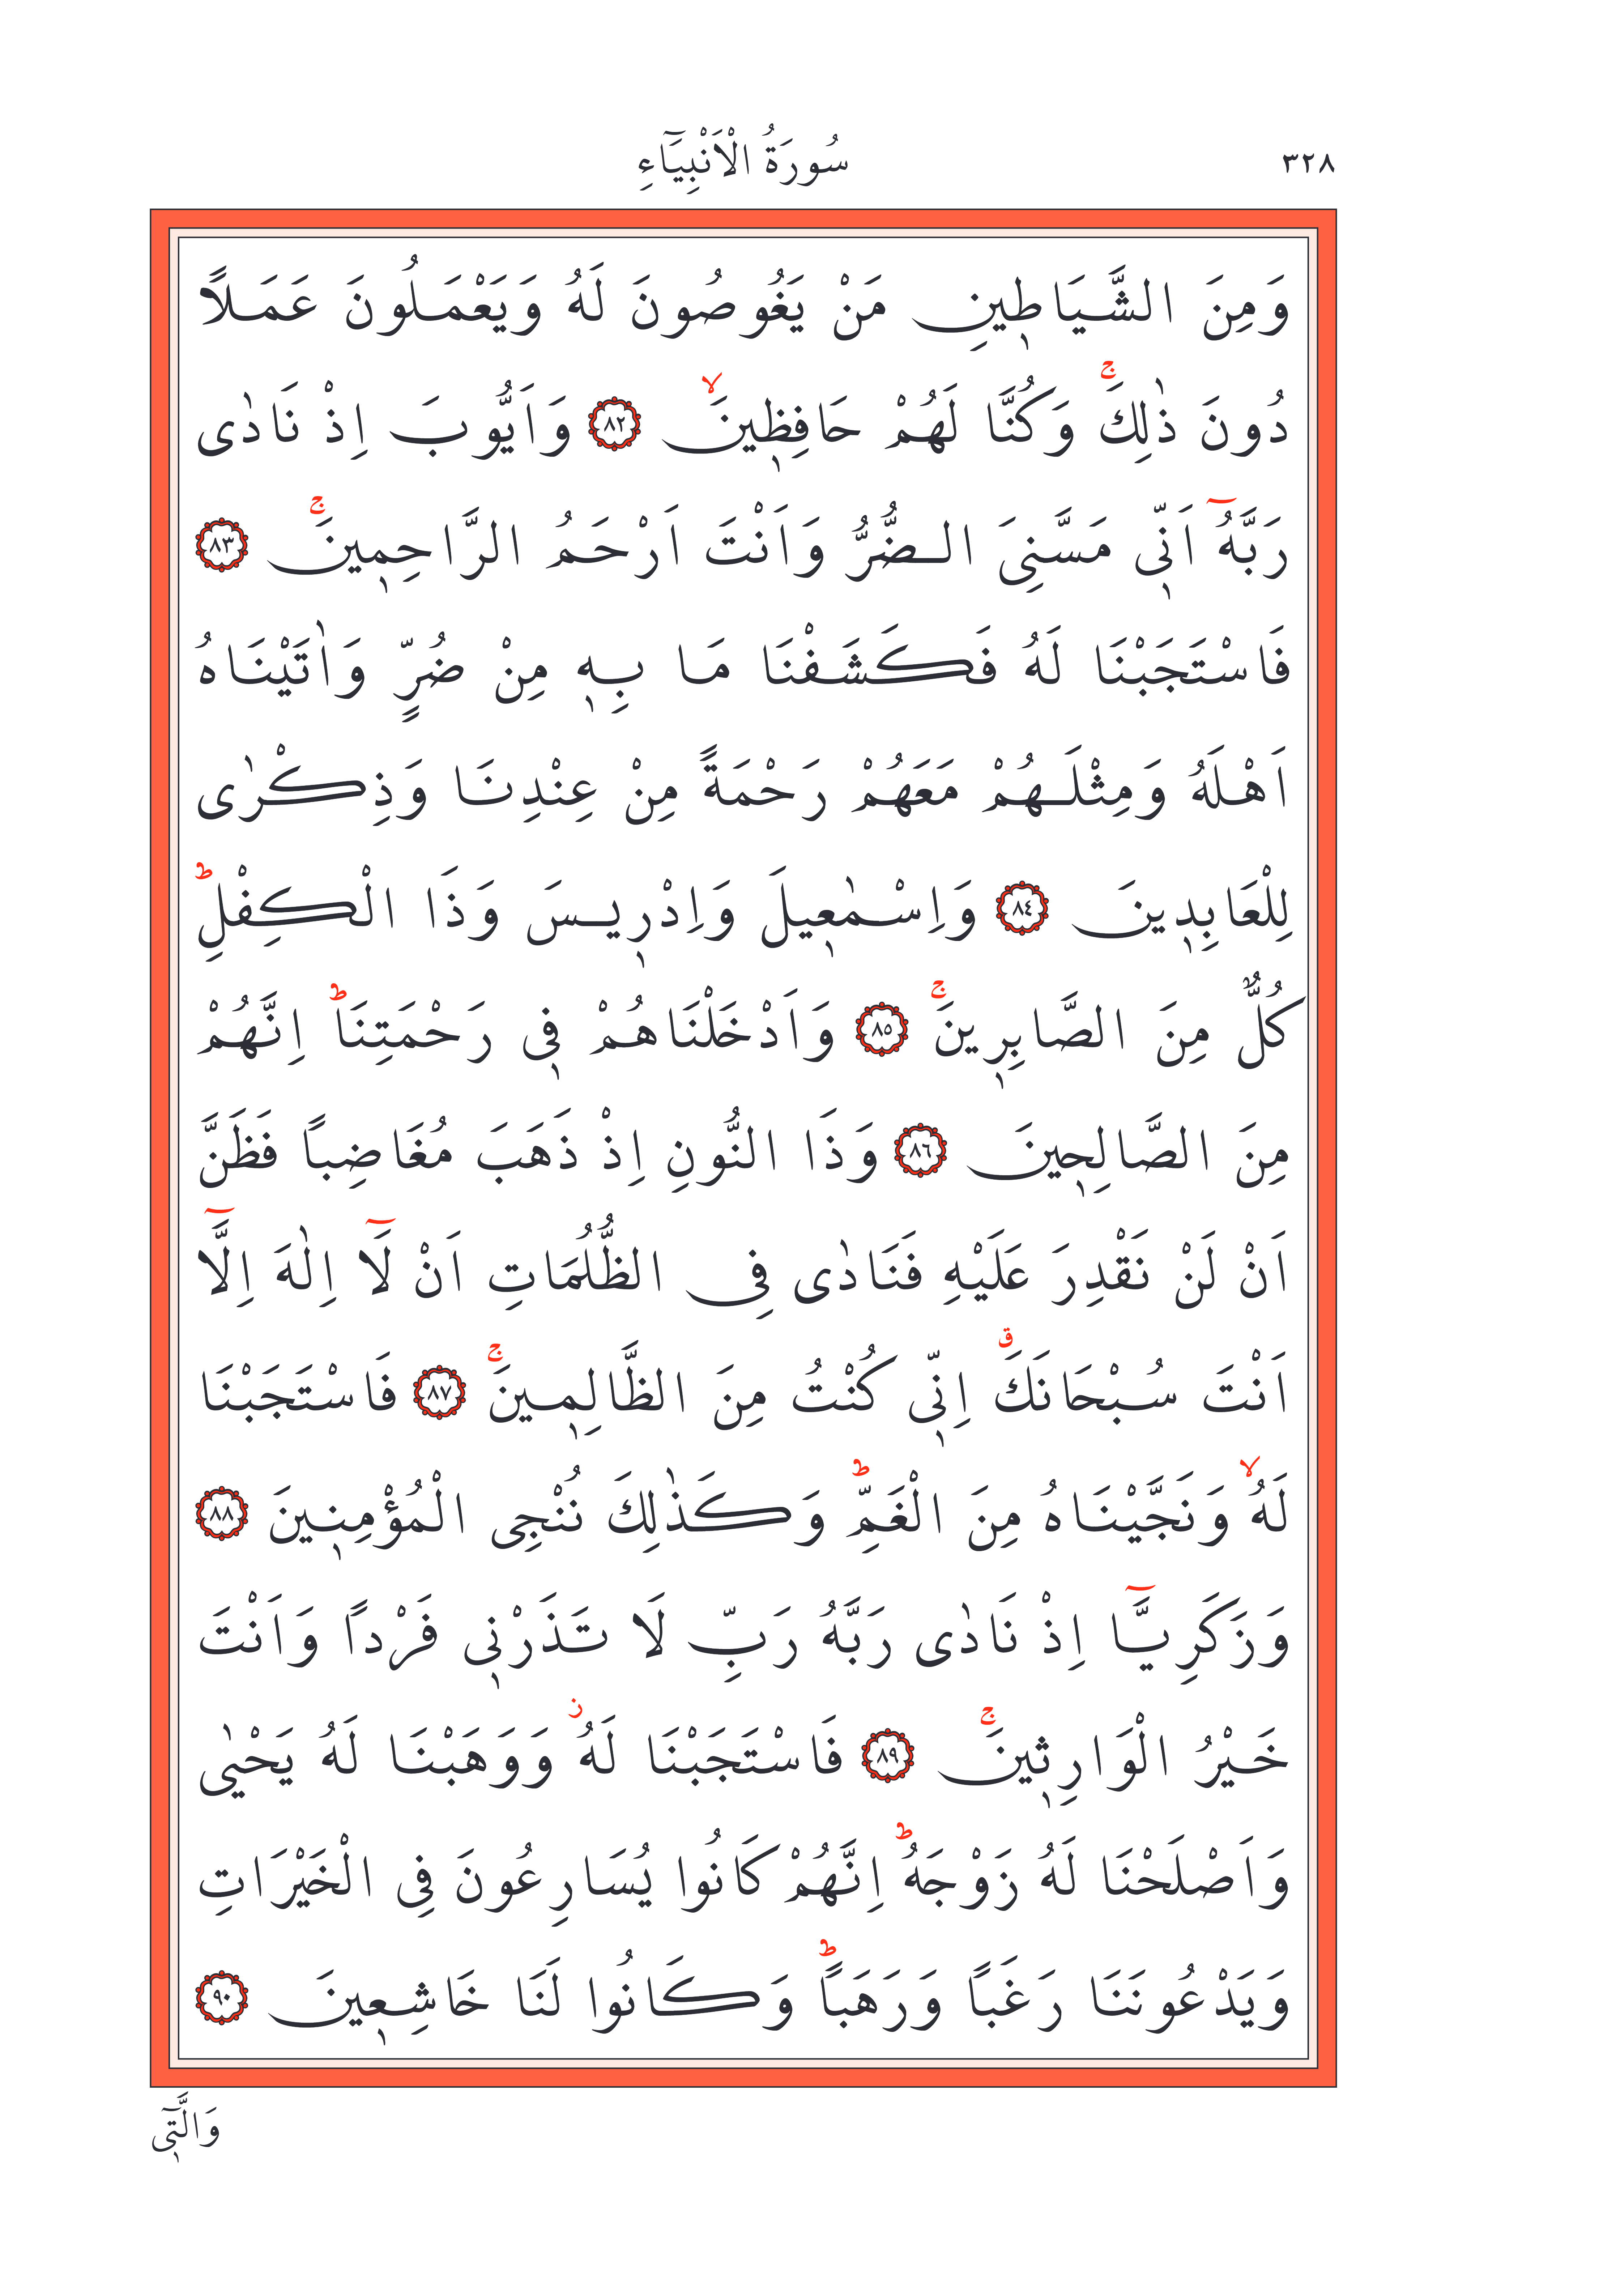 ٣٢٨ سُورَةُ الْاَنْبِيَٓاءِ
وَمِنَ الشَّيَاط۪ينِ مَنْ يَغُوصُونَ لَهُ وَيَعْمَلُونَ عَمَلًا
دُونَ ذٰلِكَۚ وَكُنَّا لَهُمْ حَافِظ۪ينَۙ ﴿٨٢﴾ وَاَيُّوبَ اِذْ نَادٰى
رَبَّهُٓ اَنّ۪ي مَسَّنِيَ الضُّرُّ وَاَنْتَ اَرْحَمُ الرَّاحِم۪ينَۚ ﴿٨٣﴾
فَاسْتَجَبْنَا لَهُ فَكَشَفْنَا مَا بِه۪ مِنْ ضُرٍّ وَاٰتَيْنَاهُ
اَهْلَهُ وَمِثْلَهُمْ مَعَهُمْ رَحْمَةً مِنْ عِنْدِنَا وَذِكْرٰى
لِلْعَابِد۪ينَ ﴿٨٤﴾ وَاِسْمٰع۪يلَ وَاِدْر۪يسَ وَذَا الْكِفْلِۜ
كُلٌّ مِنَ الصَّابِر۪ينَۚ ﴿٨٥﴾ وَاَدْخَلْنَاهُمْ ف۪ي رَحْمَتِنَاۜ اِنَّهُمْ
مِنَ الصَّالِح۪ينَ ﴿٨٦﴾ وَذَا النُّونِ اِذْ ذَهَبَ مُغَاضِبًا فَظَنَّ
اَنْ لَنْ نَقْدِرَ عَلَيْهِ فَنَادٰى فِي الظُّلُمَاتِ اَنْ لَٓا اِلٰهَ اِلَّٓا
اَنْتَ سُبْحَانَكَۗ اِنّ۪ي كُنْتُ مِنَ الظَّالِم۪ينَۚ ﴿٨٧﴾ فَاسْتَجَبْنَا
لَهُۙ وَنَجَّيْنَاهُ مِنَ الْغَمِّۜ وَكَذٰلِكَ نُنْجِي الْمُؤْمِن۪ينَ ﴿٨٨﴾
وَزَكَرِيَّٓا اِذْ نَادٰى رَبَّهُ رَبِّ لَا تَذَرْن۪ي فَرْدًا وَاَنْتَ
خَيْرُ الْوَارِث۪ينَۚ ﴿٨٩﴾ فَاسْتَجَبْنَا لَهُۘ وَوَهَبْنَا لَهُ يَحْيٰى
وَاَصْلَحْنَا لَهُ زَوْجَهُۜ اِنَّهُمْ كَانُوا يُسَارِعُونَ فِي الْخَيْرَاتِ
وَيَدْعُونَنَا رَغَبًا وَرَهَبًاۜ وَكَانُوا لَنَا خَاشِع۪ينَ ﴿٩٠﴾
وَالَّت۪ٓي